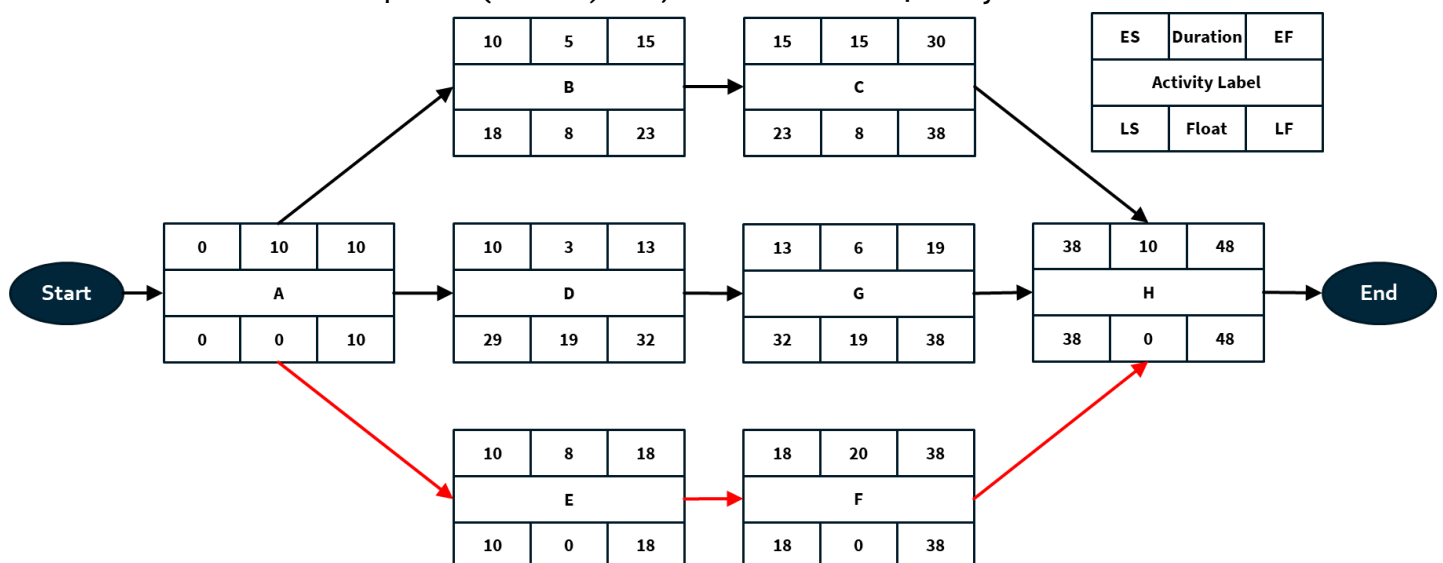 10 5 15
B
18 8 23
15 15 30
C
23 8 38
ES Duration EF
Activity Label
LS Float LF
Start
0 10 10
A
0 0 10
10 3 13
D
29 19 32
13 6 19
G
32 19 38
38 10 48
H
38 0 48
End
10 8 18
E
10 0 18
18 20 38
F
18 0 38